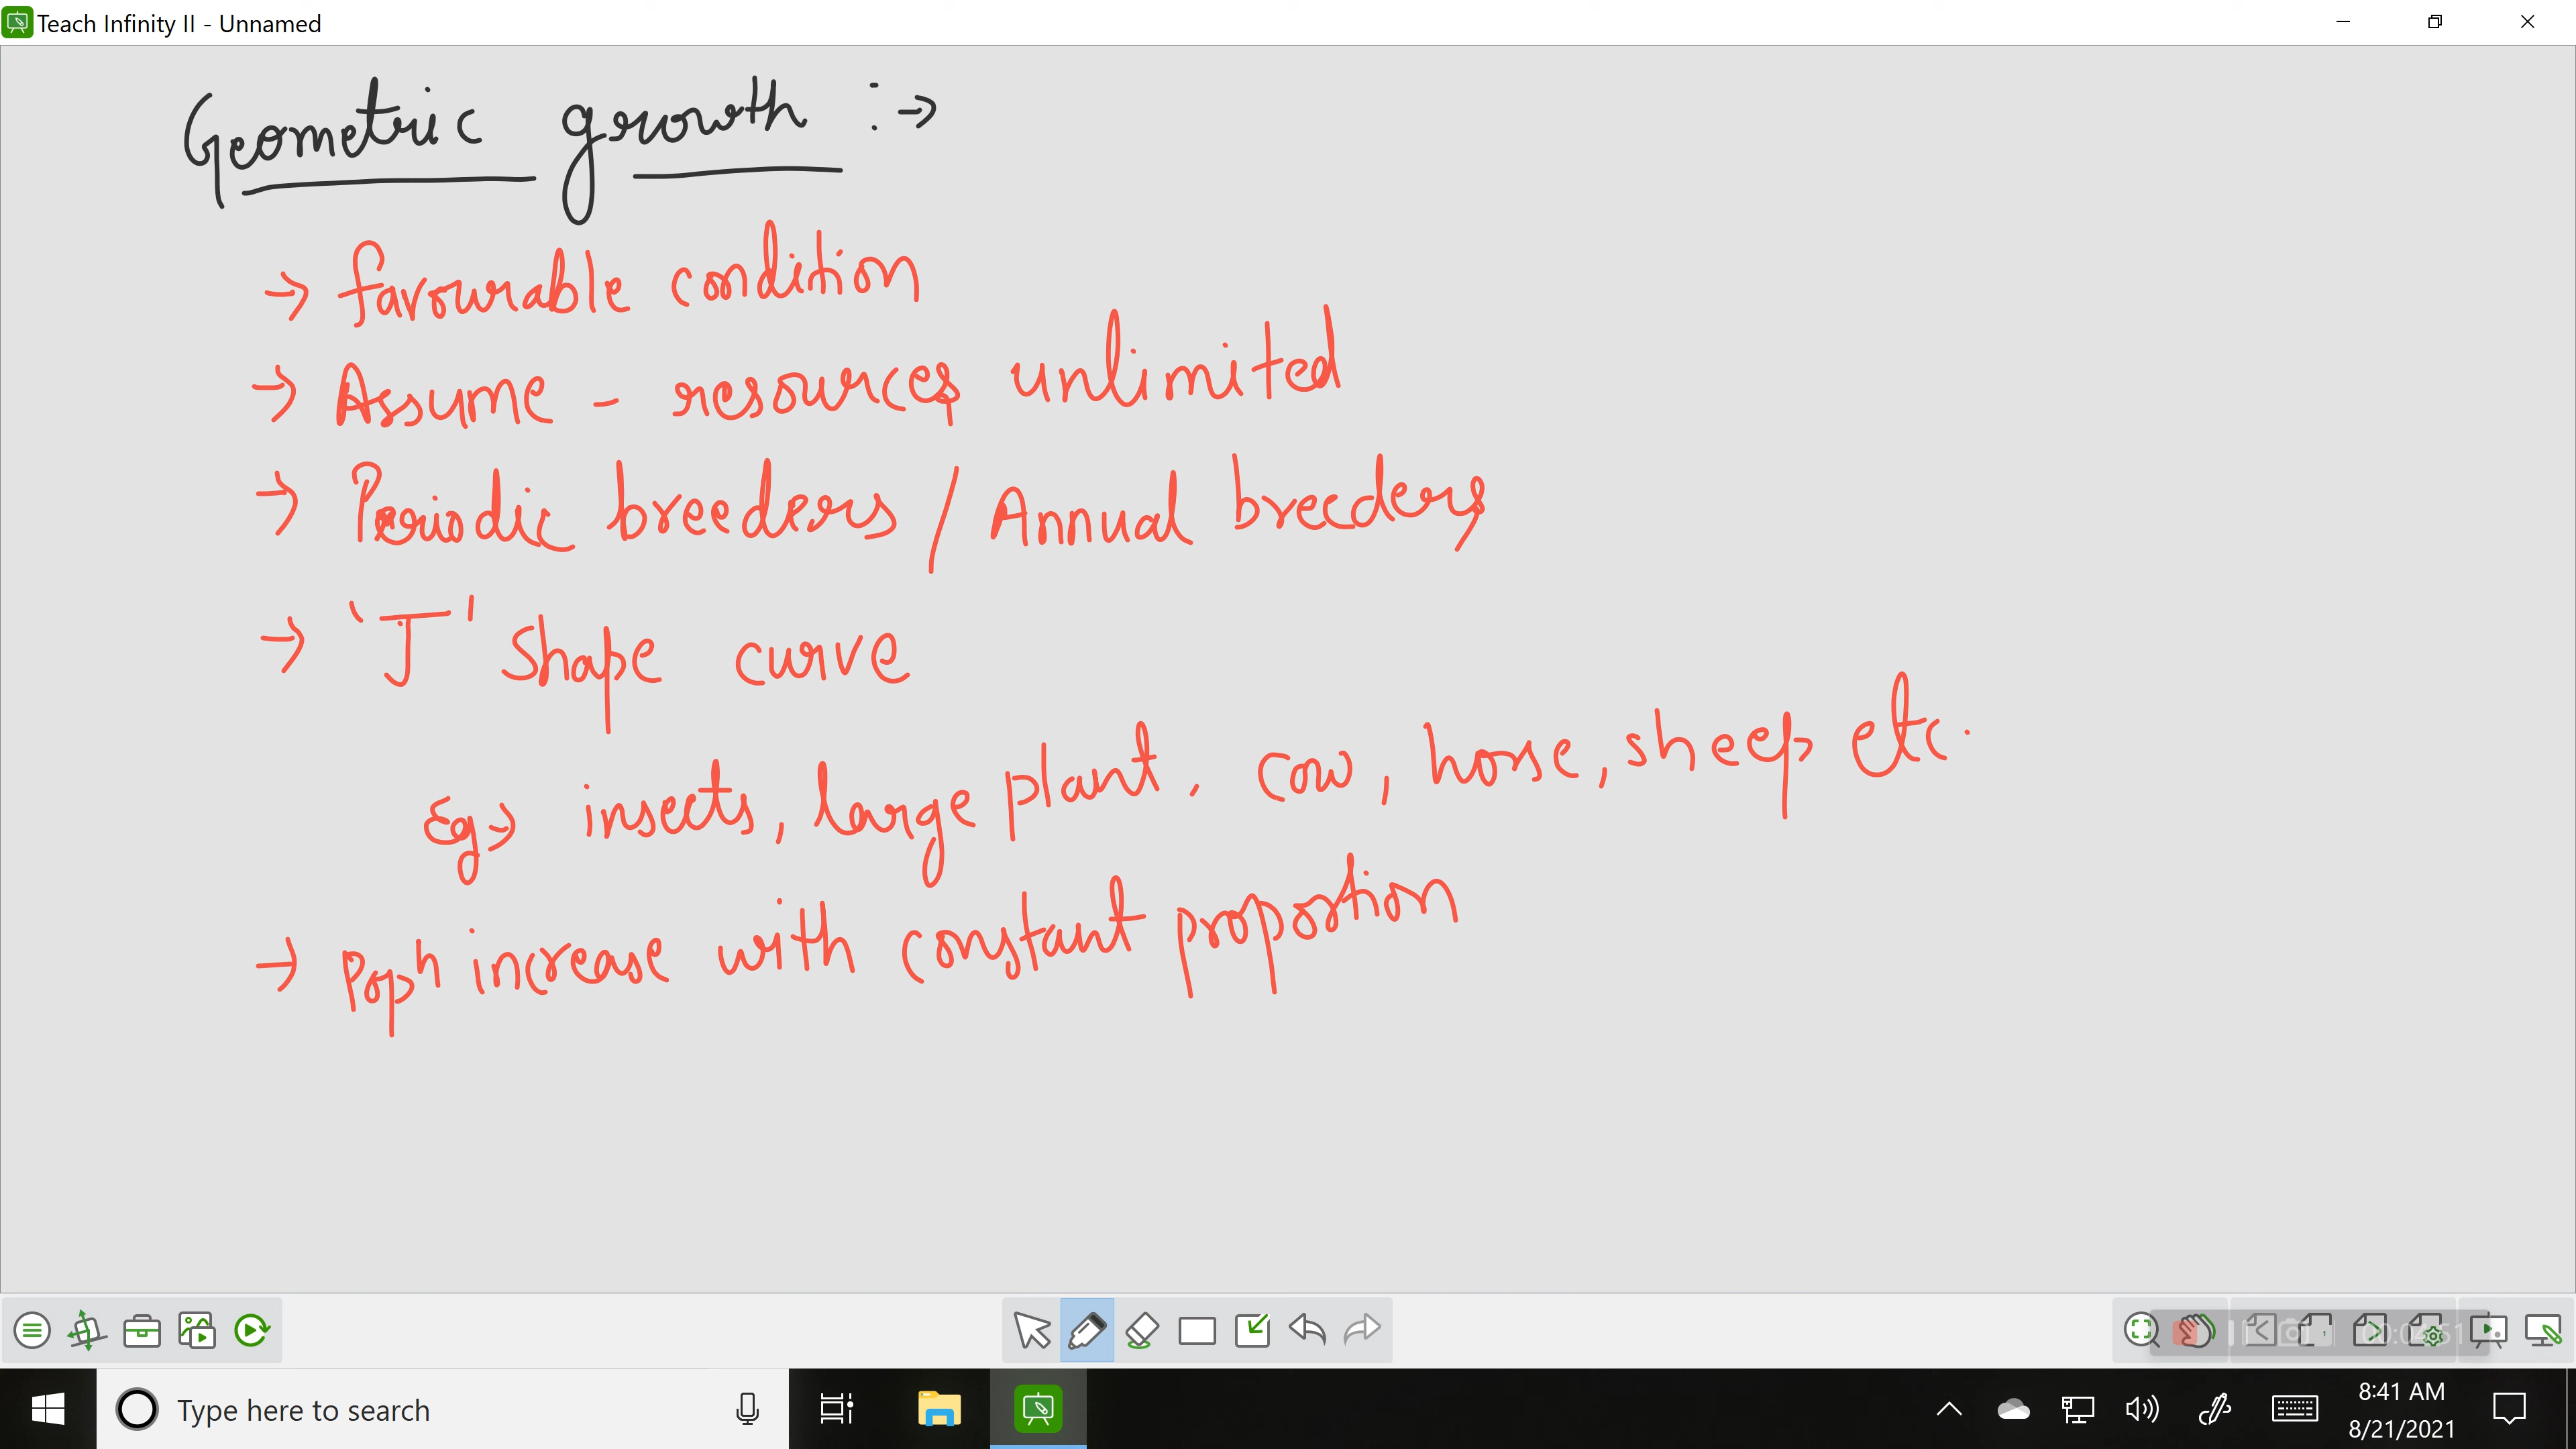 Teach Infinity II - Unnamed
Geometric growth :→
→ favourable condition
→ Assume - resources unlimited
→ Periodic breeders / Annual breeders
→ 'J' Shape curve
Eg→ insects, large plant, cow, horse, sheep etc.
→ Popn increase with constant proportion
Type here to search
8:41 AM
8/21/2021